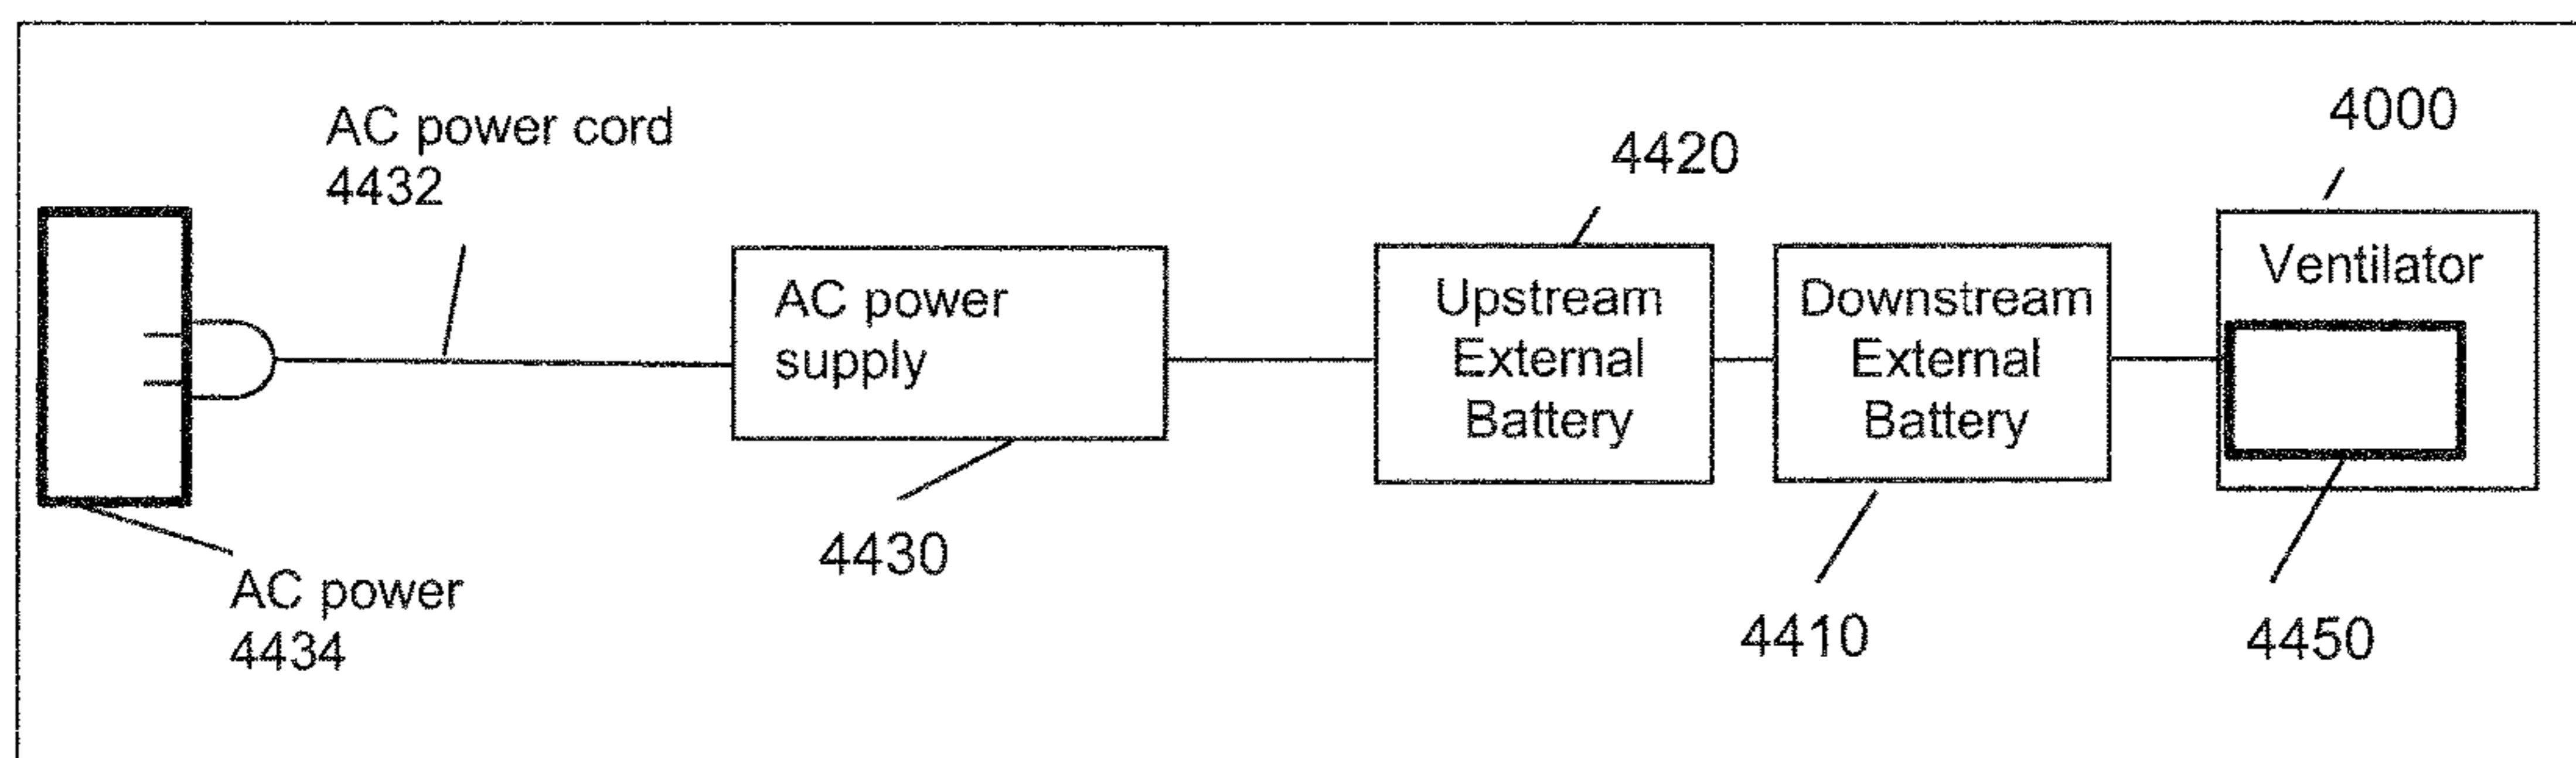 AC power cord
4432
4420
4000
AC power
supply
Upstream
External
Battery
Downstream
External
Battery
Ventilator
4430
AC power
4434
4410
4450